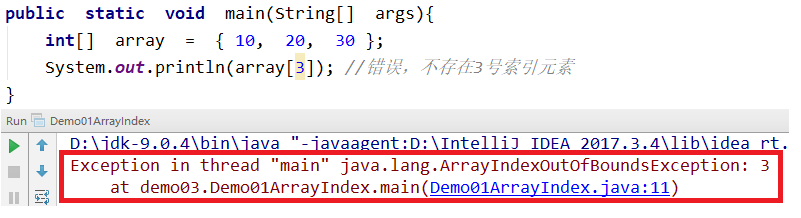 public static void main(String[] args){
int[] array = { 10, 20, 30 };
System.out.println(array[3]); //错误，不存在3号索引元素
}
Run Demo01ArrayIndex
D:\jdk-9.0.4\bin\java "-javaagent:D:\IntelliJ IDEA 2017.3.4\lib\idea_rt.
Exception in thread "main" java.lang.ArrayIndexOutOfBoundsException: 3
at demo03.Demo01ArrayIndex.main(Demo01ArrayIndex.java:11)